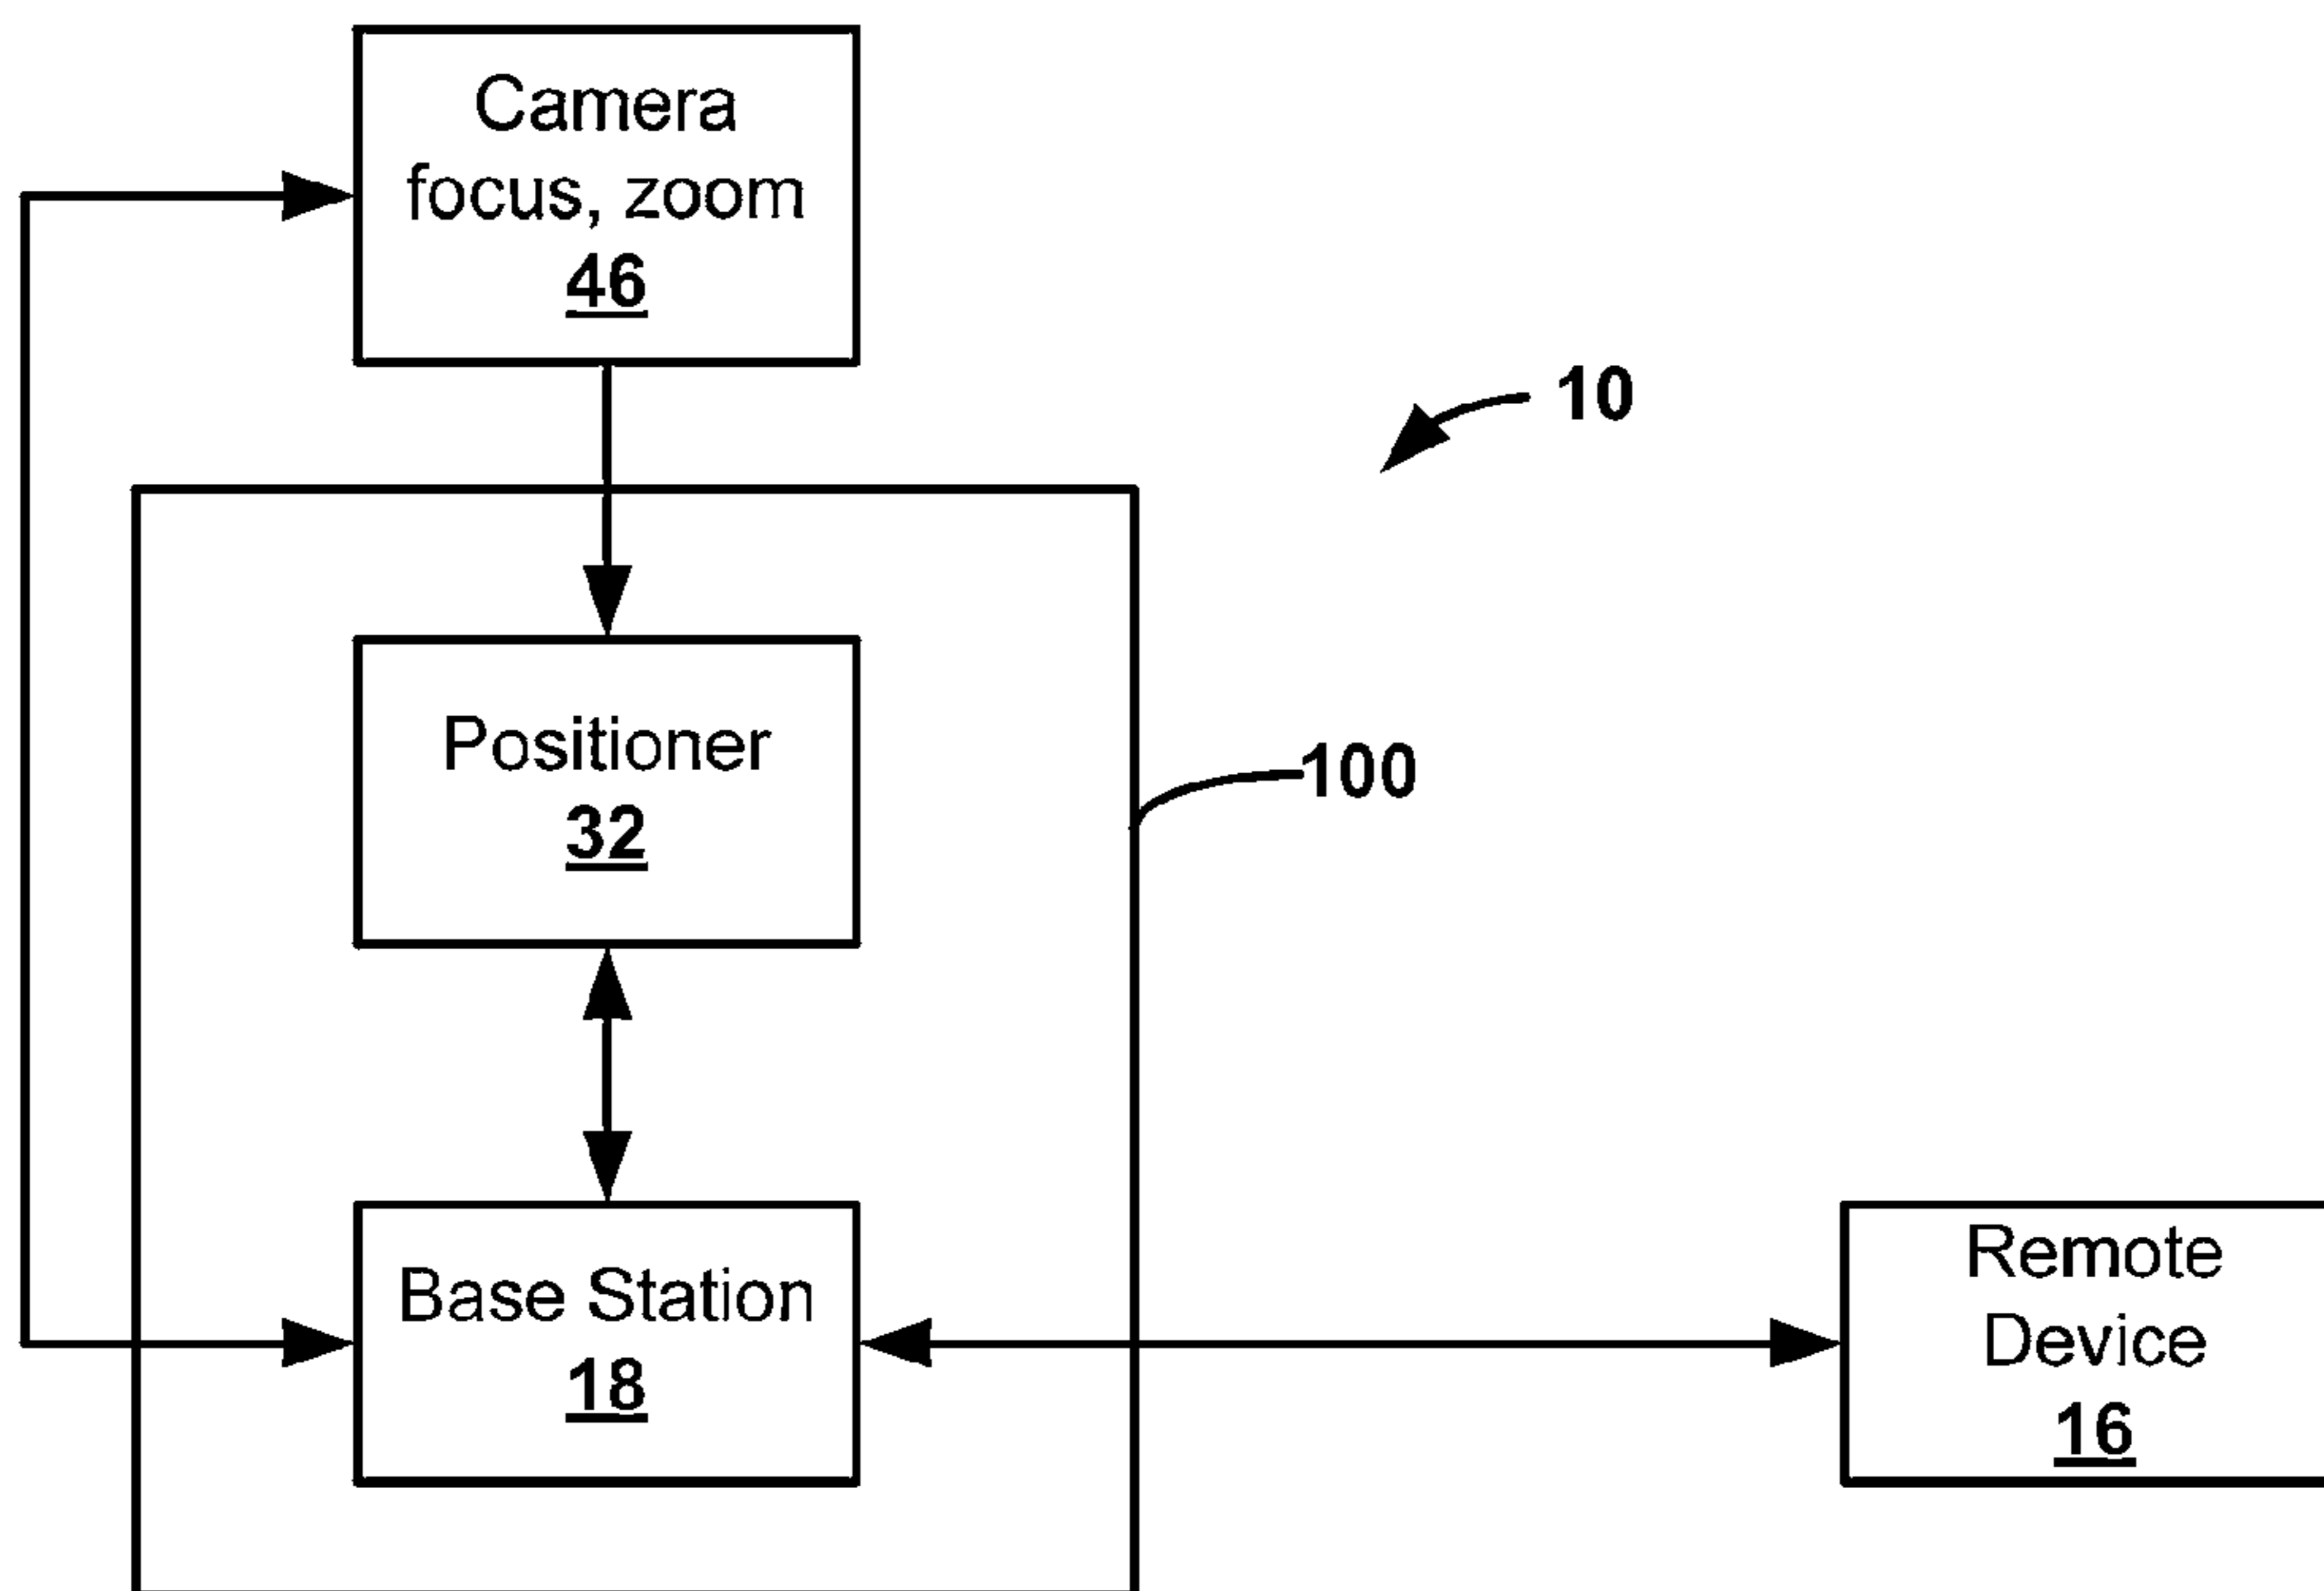 Camera
focus, zoom
46
10
Positioner
32
100
Base Station
18
Remote
Device
16